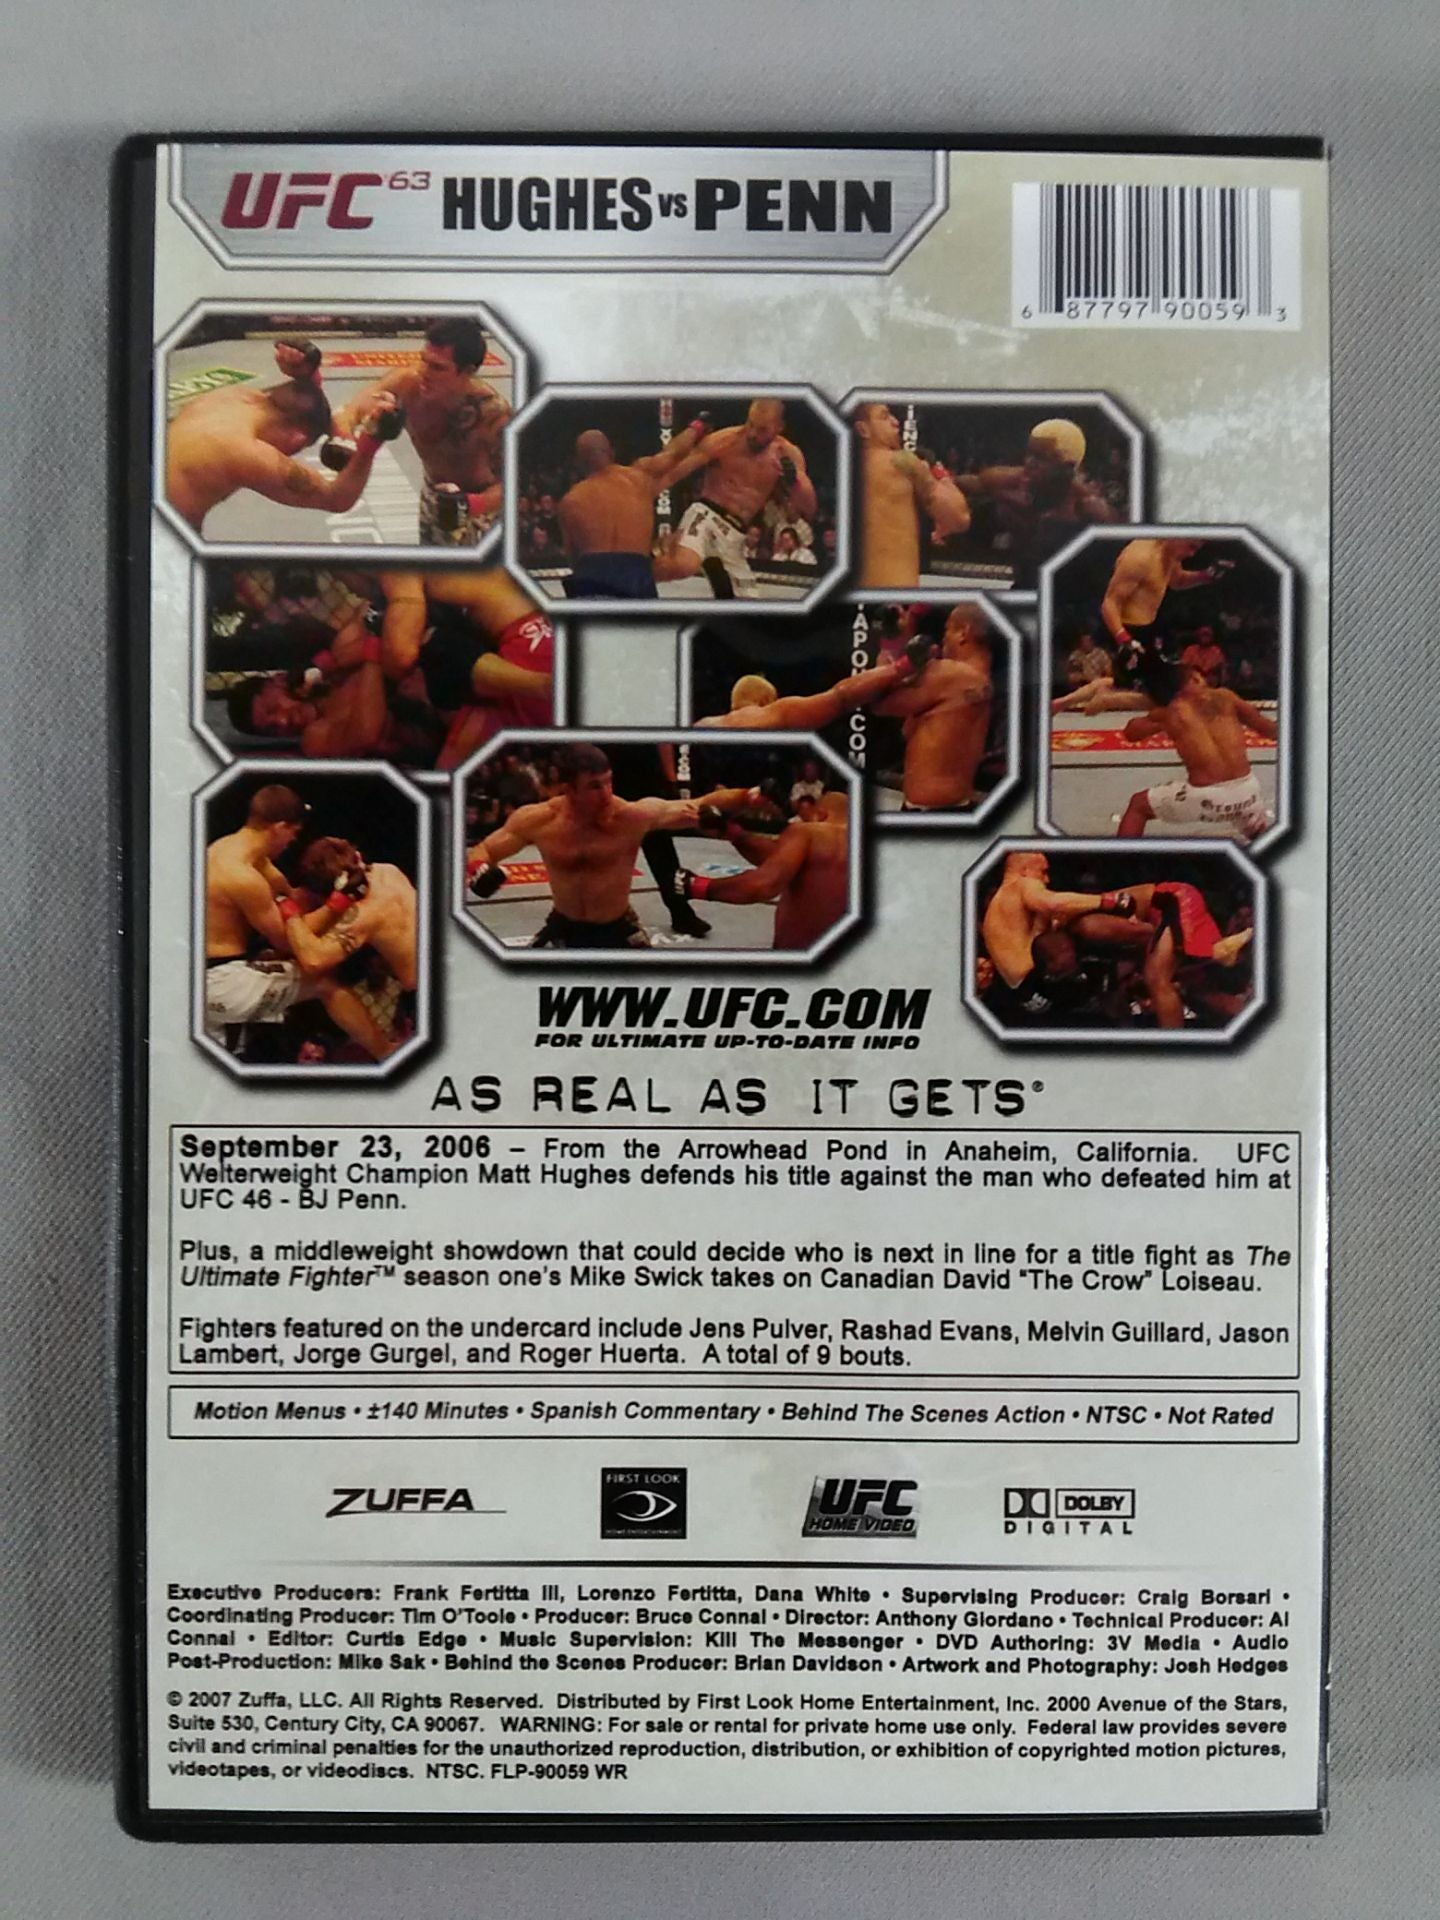 UFC 63 HUGHES VS PENN
6 87797 90059 3
WWW.UFC.COM
FOR ULTIMATE UP-TO-DATE INFO
AS REAL AS IT GETS®
September 23, 2006 – From the Arrowhead Pond in Anaheim, California. UFC
Welterweight Champion Matt Hughes defends his title against the man who defeated him at
UFC 46 - BJ Penn.
Plus, a middleweight showdown that could decide who is next in line for a title fight as The
Ultimate Fighter™ season one's Mike Swick takes on Canadian David "The Crow" Loiseau.
Fighters featured on the undercard include Jens Pulver, Rashad Evans, Melvin Guillard, Jason
Lambert, Jorge Gurgel, and Roger Huerta. A total of 9 bouts.
Motion Menus • ±140 Minutes • Spanish Commentary • Behind The Scenes Action • NTSC • Not Rated
ZUFFA
FIRST LOOK
HOME ENTERTAINMENT
UFC
HOME VIDEO
DOLBY
DIGITAL
Executive Producers: Frank Fertitta III, Lorenzo Fertitta, Dana White • Supervising Producer: Craig Borsari •
Coordinating Producer: Tim O'Toole • Producer: Bruce Connal • Director: Anthony Giordano • Technical Producer: Al
Connal • Editor: Curtis Edge • Music Supervision: Kill The Messenger • DVD Authoring: 3V Media • Audio
Post-Production: Mike Sak • Behind the Scenes Producer: Brian Davidson • Artwork and Photography: Josh Hedges
© 2007 Zuffa, LLC. All Rights Reserved. Distributed by First Look Home Entertainment, Inc. 2000 Avenue of the Stars,
Suite 530, Century City, CA 90067. WARNING: For sale or rental for private home use only. Federal law provides severe
civil and criminal penalties for the unauthorized reproduction, distribution, or exhibition of copyrighted motion pictures,
videotapes, or videodiscs. NTSC. FLP-90059 WR